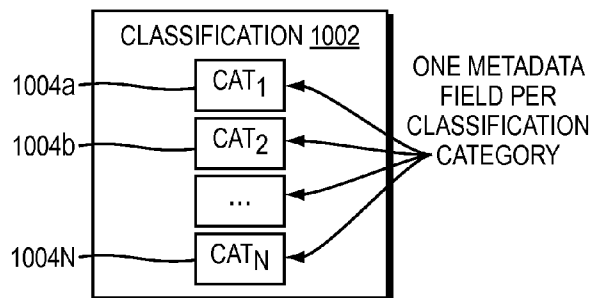 CLASSIFICATION 1002
1004a
CAT1
1004b
CAT2
...
1004N
CATN
ONE METADATA
FIELD PER
CLASSIFICATION
CATEGORY